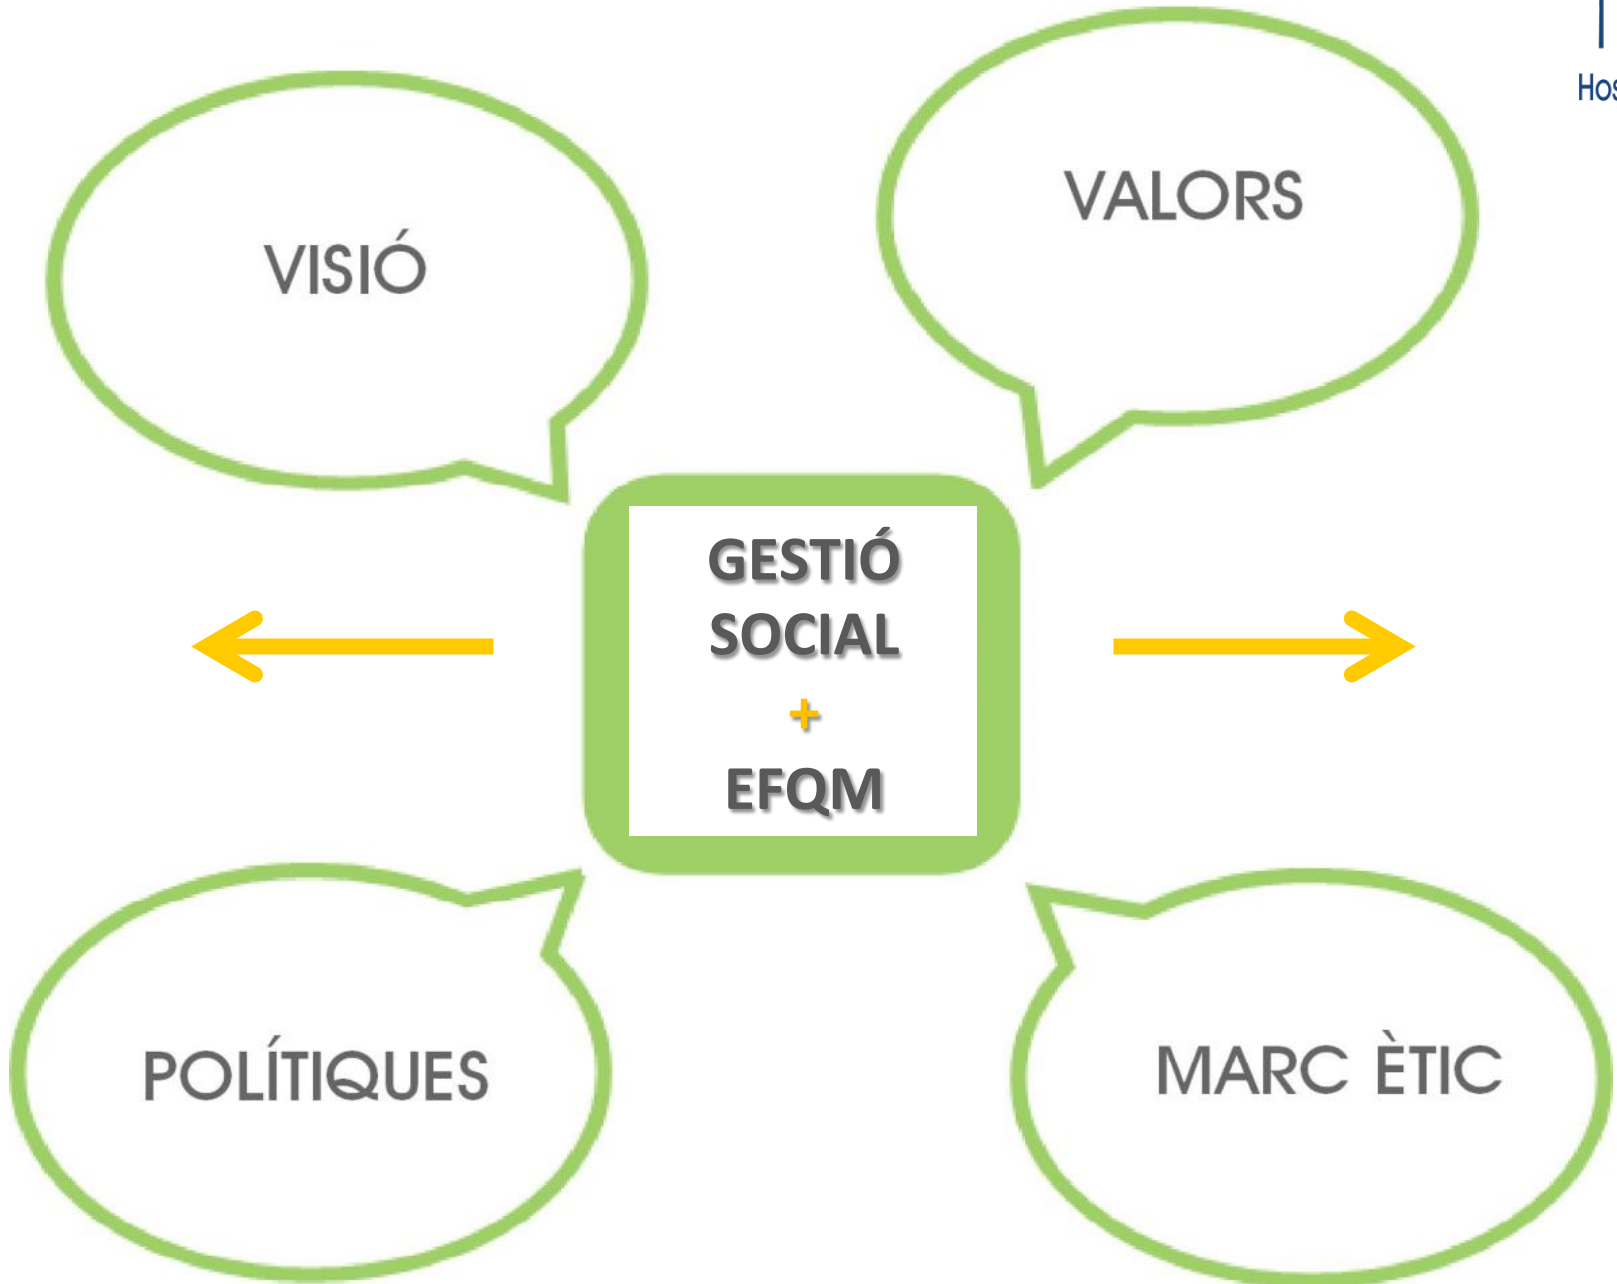 VISIÓ
VALORS
GESTIÓ
SOCIAL
+
EFQM
POLÍTIQUES
MARC ÈTIC